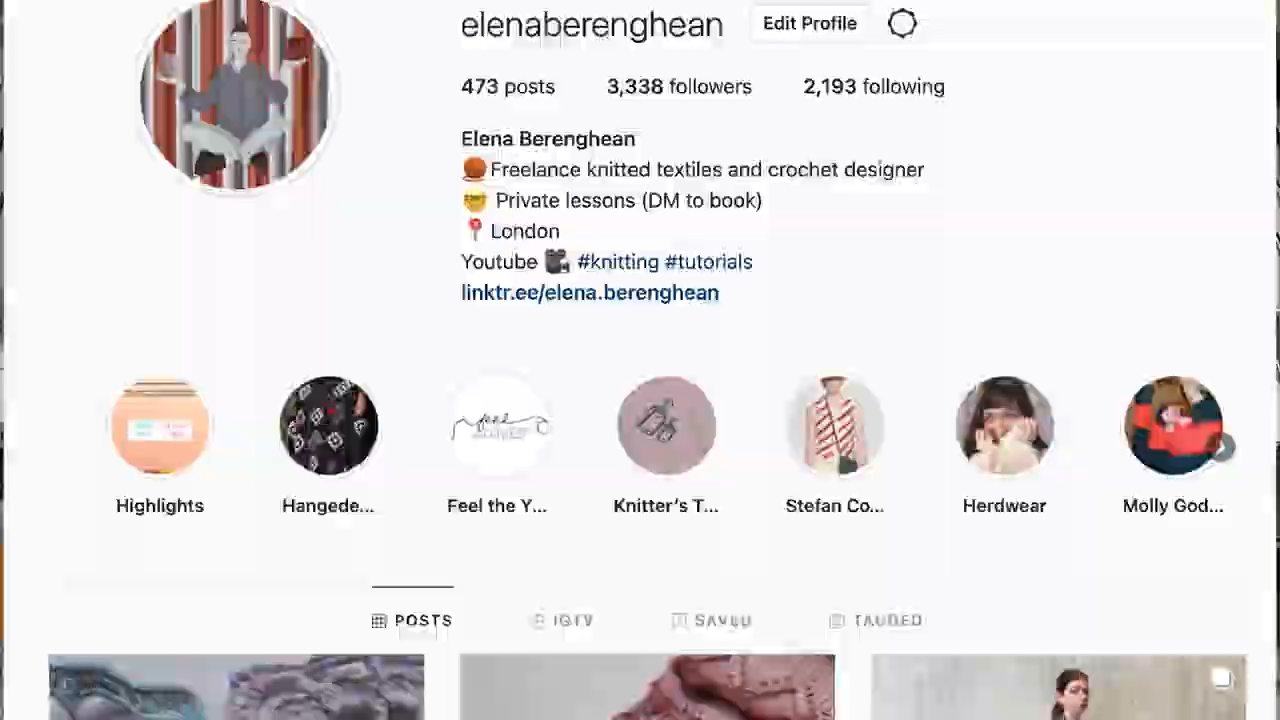 elenaberenghean Edit Profile
473 posts 3,338 followers 2,193 following
Elena Berenghean
Freelance knitted textiles and crochet designer
Private lessons (DM to book)
London
Youtube #knitting #tutorials
linktr.ee/elena.berenghean
Highlights Hangede... Feel the Y... Knitter's T... Stefan Co... Herdwear Molly God...
POSTS IGTV SAVED TAGGED